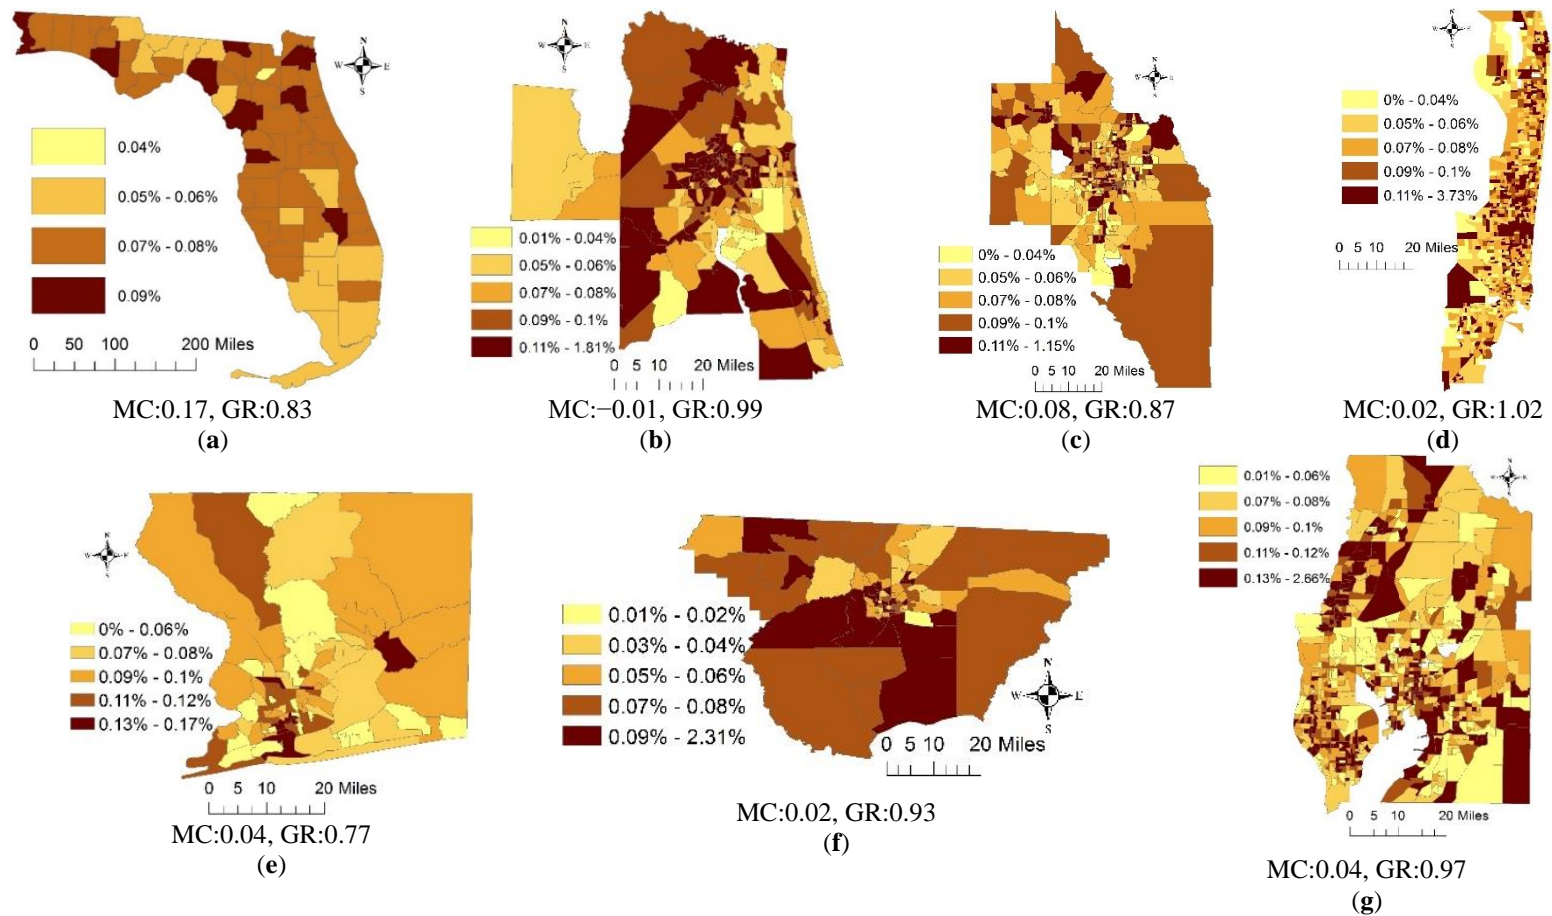 N
W E
S
0.04%
0.05% - 0.06%
0.07% - 0.08%
0.09%
0 50 100 200 Miles
MC:0.17, GR:0.83
(a)
N
W E
S
0.01% - 0.04%
0.05% - 0.06%
0.07% - 0.08%
0.09% - 0.1%
0.11% - 1.81%
0 5 10 20 Miles
MC:−0.01, GR:0.99
(b)
N
W E
S
0% - 0.04%
0.05% - 0.06%
0.07% - 0.08%
0.09% - 0.1%
0.11% - 1.15%
0 5 10 20 Miles
MC:0.08, GR:0.87
(c)
N
W E
S
0% - 0.04%
0.05% - 0.06%
0.07% - 0.08%
0.09% - 0.1%
0.11% - 3.73%
0 5 10 20 Miles
MC:0.02, GR:1.02
(d)
N
W E
S
0% - 0.06%
0.07% - 0.08%
0.09% - 0.1%
0.11% - 0.12%
0.13% - 0.17%
0 5 10 20 Miles
MC:0.04, GR:0.77
(e)
0.01% - 0.02%
0.03% - 0.04%
0.05% - 0.06%
0.07% - 0.08%
0.09% - 2.31%
N
W E
S
0 5 10 20 Miles
MC:0.02, GR:0.93
(f)
N
W E
S
0.01% - 0.06%
0.07% - 0.08%
0.09% - 0.1%
0.11% - 0.12%
0.13% - 2.66%
0 5 10 20 Miles
MC:0.04, GR:0.97
(g)